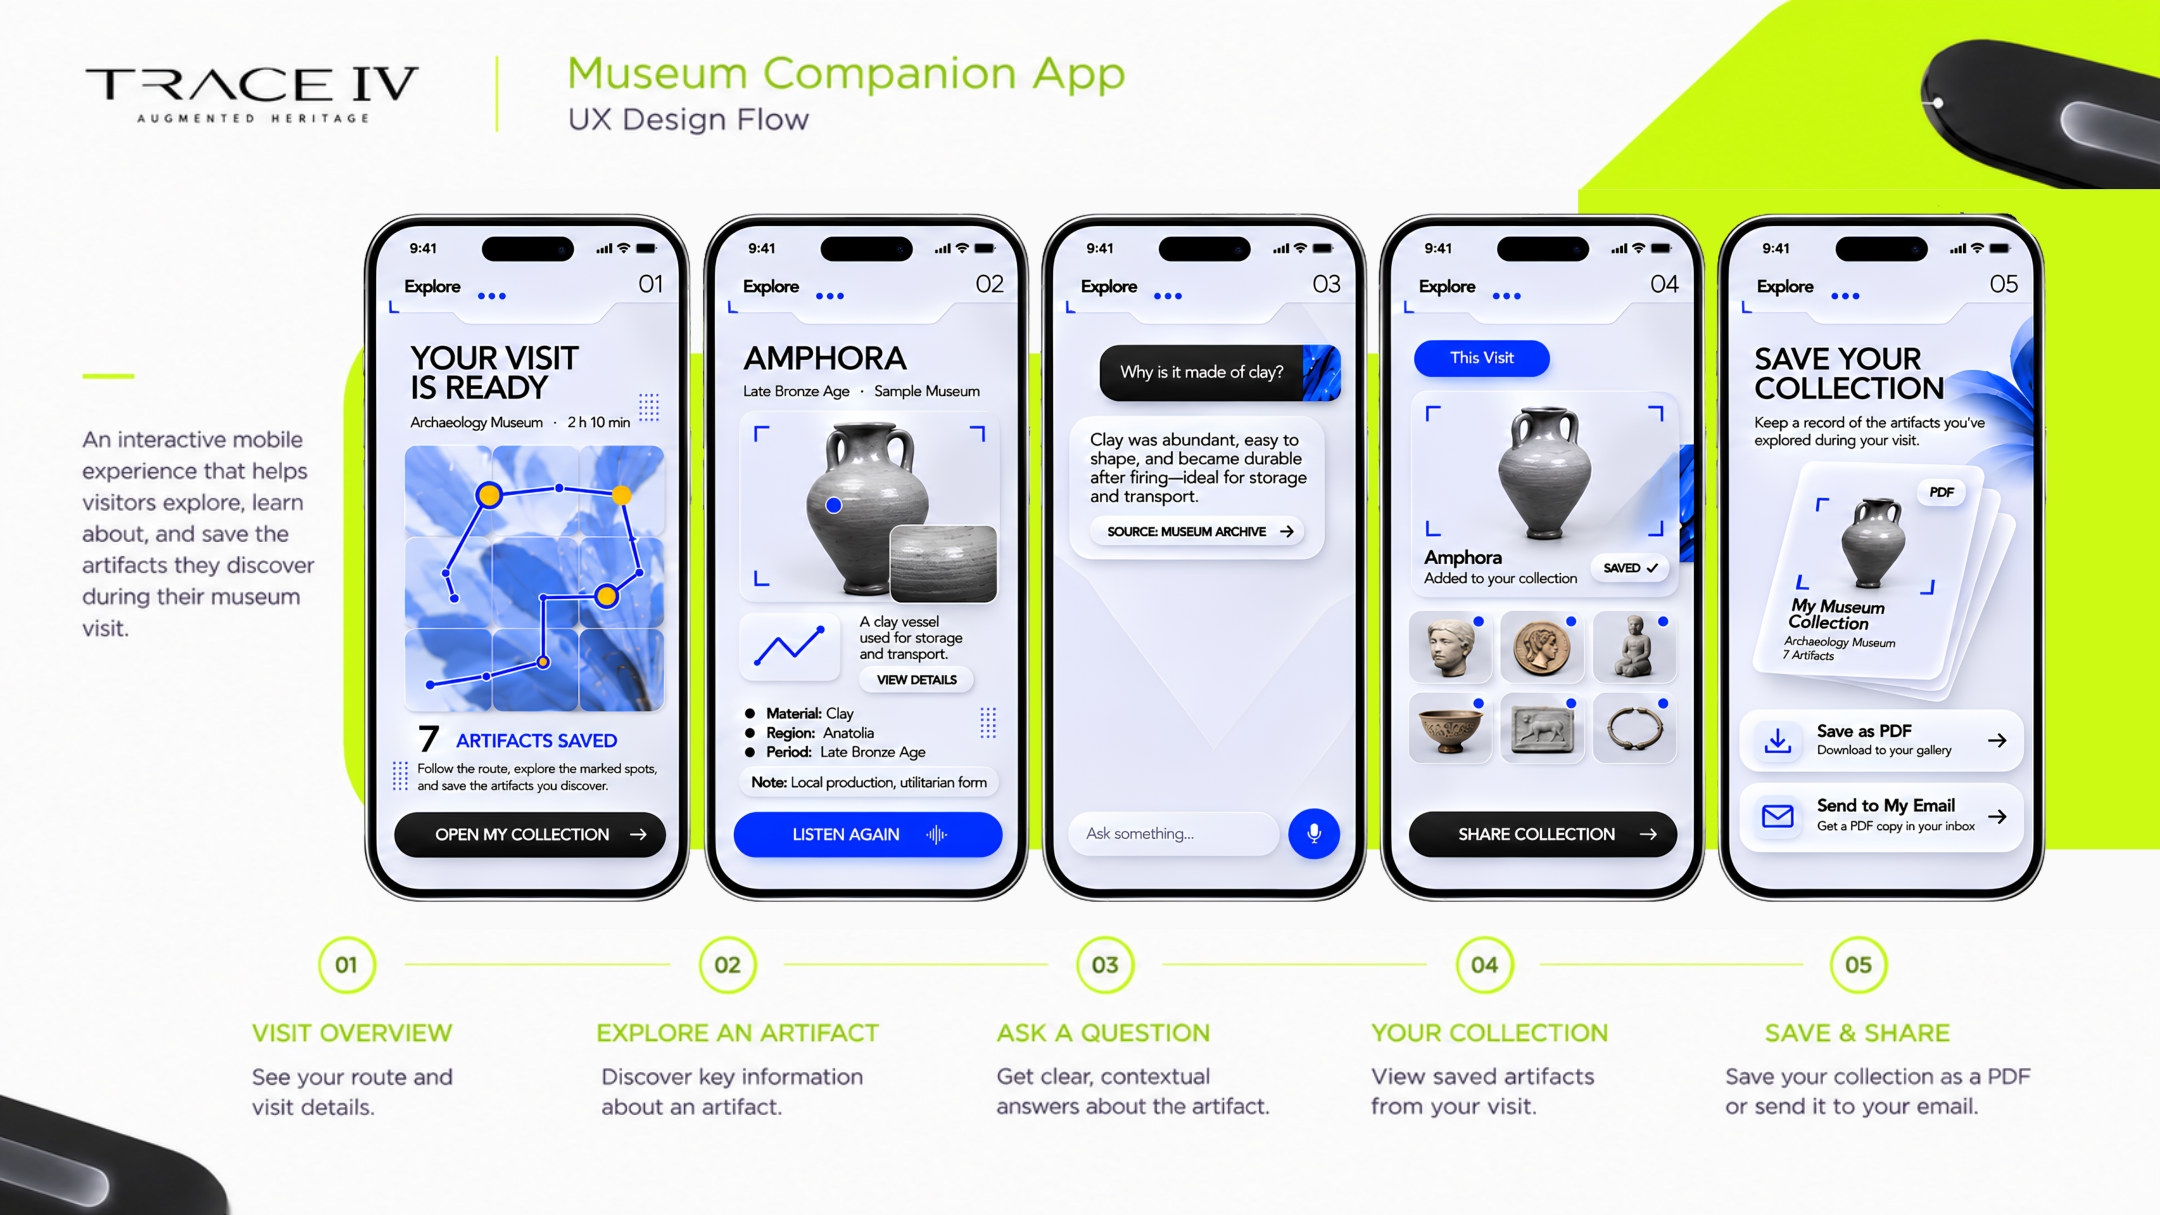 TRACE IV
AUGMENTED HERITAGE
Museum Companion App
UX Design Flow
An interactive mobile
experience that helps
visitors explore, learn
about, and save the
artifacts they discover
during their museum
visit.
9:41
Explore
01
YOUR VISIT
IS READY
Archaeology Museum · 2 h 10 min
7 ARTIFACTS SAVED
Follow the route, explore the marked spots,
and save the artifacts you discover.
OPEN MY COLLECTION →
9:41
Explore
02
AMPHORA
Late Bronze Age · Sample Museum
A clay vessel
used for storage
and transport.
VIEW DETAILS
● Material: Clay
● Region: Anatolia
● Period: Late Bronze Age
Note: Local production, utilitarian form
LISTEN AGAIN
9:41
Explore
03
Why is it made of clay?
Clay was abundant, easy to
shape, and became durable
after firing—ideal for storage
and transport.
SOURCE: MUSEUM ARCHIVE →
Ask something...
9:41
Explore
04
This Visit
Amphora
Added to your collection
SAVED ✓
SHARE COLLECTION →
9:41
Explore
05
SAVE YOUR
COLLECTION
Keep a record of the artifacts you've
explored during your visit.
PDF
My Museum
Collection
Archaeology Museum
7 Artifacts
Save as PDF
Download to your gallery
→
Send to My Email
Get a PDF copy in your inbox
→
01
VISIT OVERVIEW
See your route and
visit details.
02
EXPLORE AN ARTIFACT
Discover key information
about an artifact.
03
ASK A QUESTION
Get clear, contextual
answers about the artifact.
04
YOUR COLLECTION
View saved artifacts
from your visit.
05
SAVE & SHARE
Save your collection as a PDF
or send it to your email.